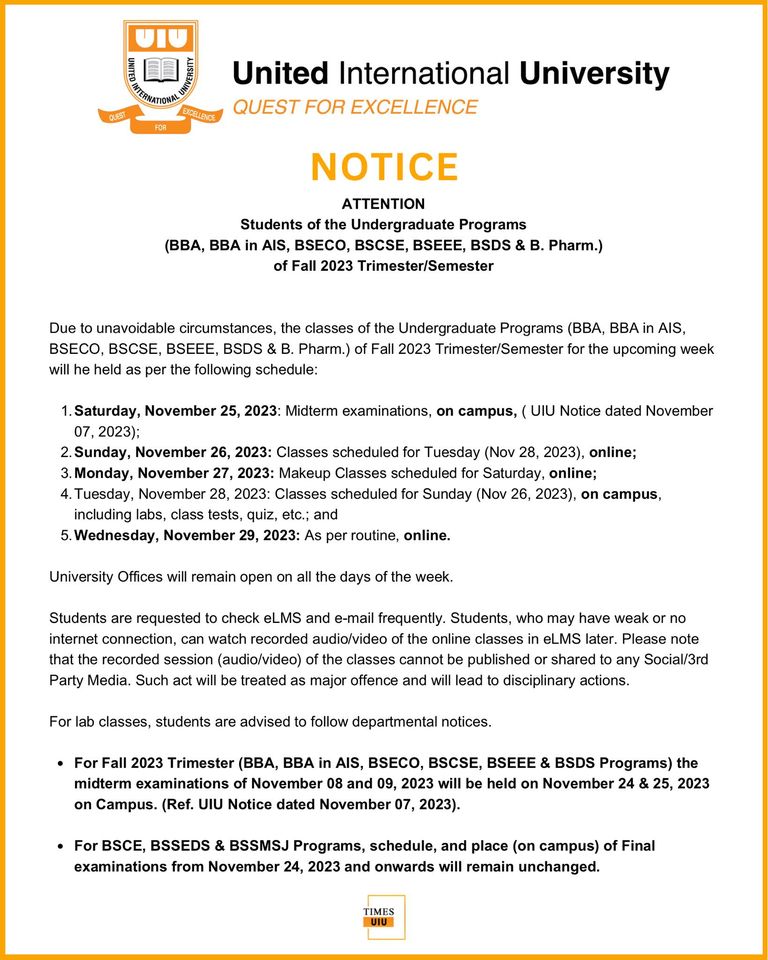 UIU
UNITED INTERNATIONAL UNIVERSITY
QUEST FOR EXCELLENCE
United International University
QUEST FOR EXCELLENCE
NOTICE
ATTENTION
Students of the Undergraduate Programs
(BBA, BBA in AIS, BSECO, BSCSE, BSEEE, BSDS & B. Pharm.)
of Fall 2023 Trimester/Semester
Due to unavoidable circumstances, the classes of the Undergraduate Programs (BBA, BBA in AIS,
BSECO, BSCSE, BSEEE, BSDS & B. Pharm.) of Fall 2023 Trimester/Semester for the upcoming week
will he held as per the following schedule:
1. Saturday, November 25, 2023: Midterm examinations, on campus, ( UIU Notice dated November
07, 2023);
2. Sunday, November 26, 2023: Classes scheduled for Tuesday (Nov 28, 2023), online;
3. Monday, November 27, 2023: Makeup Classes scheduled for Saturday, online;
4. Tuesday, November 28, 2023: Classes scheduled for Sunday (Nov 26, 2023), on campus,
including labs, class tests, quiz, etc.; and
5. Wednesday, November 29, 2023: As per routine, online.
University Offices will remain open on all the days of the week.
Students are requested to check eLMS and e-mail frequently. Students, who may have weak or no
internet connection, can watch recorded audio/video of the online classes in eLMS later. Please note
that the recorded session (audio/video) of the classes cannot be published or shared to any Social/3rd
Party Media. Such act will be treated as major offence and will lead to disciplinary actions.
For lab classes, students are advised to follow departmental notices.
• For Fall 2023 Trimester (BBA, BBA in AIS, BSECO, BSCSE, BSEEE & BSDS Programs) the
midterm examinations of November 08 and 09, 2023 will be held on November 24 & 25, 2023
on Campus. (Ref. UIU Notice dated November 07, 2023).
• For BSCE, BSSEDS & BSSMSJ Programs, schedule, and place (on campus) of Final
examinations from November 24, 2023 and onwards will remain unchanged.
TIMES
UIU